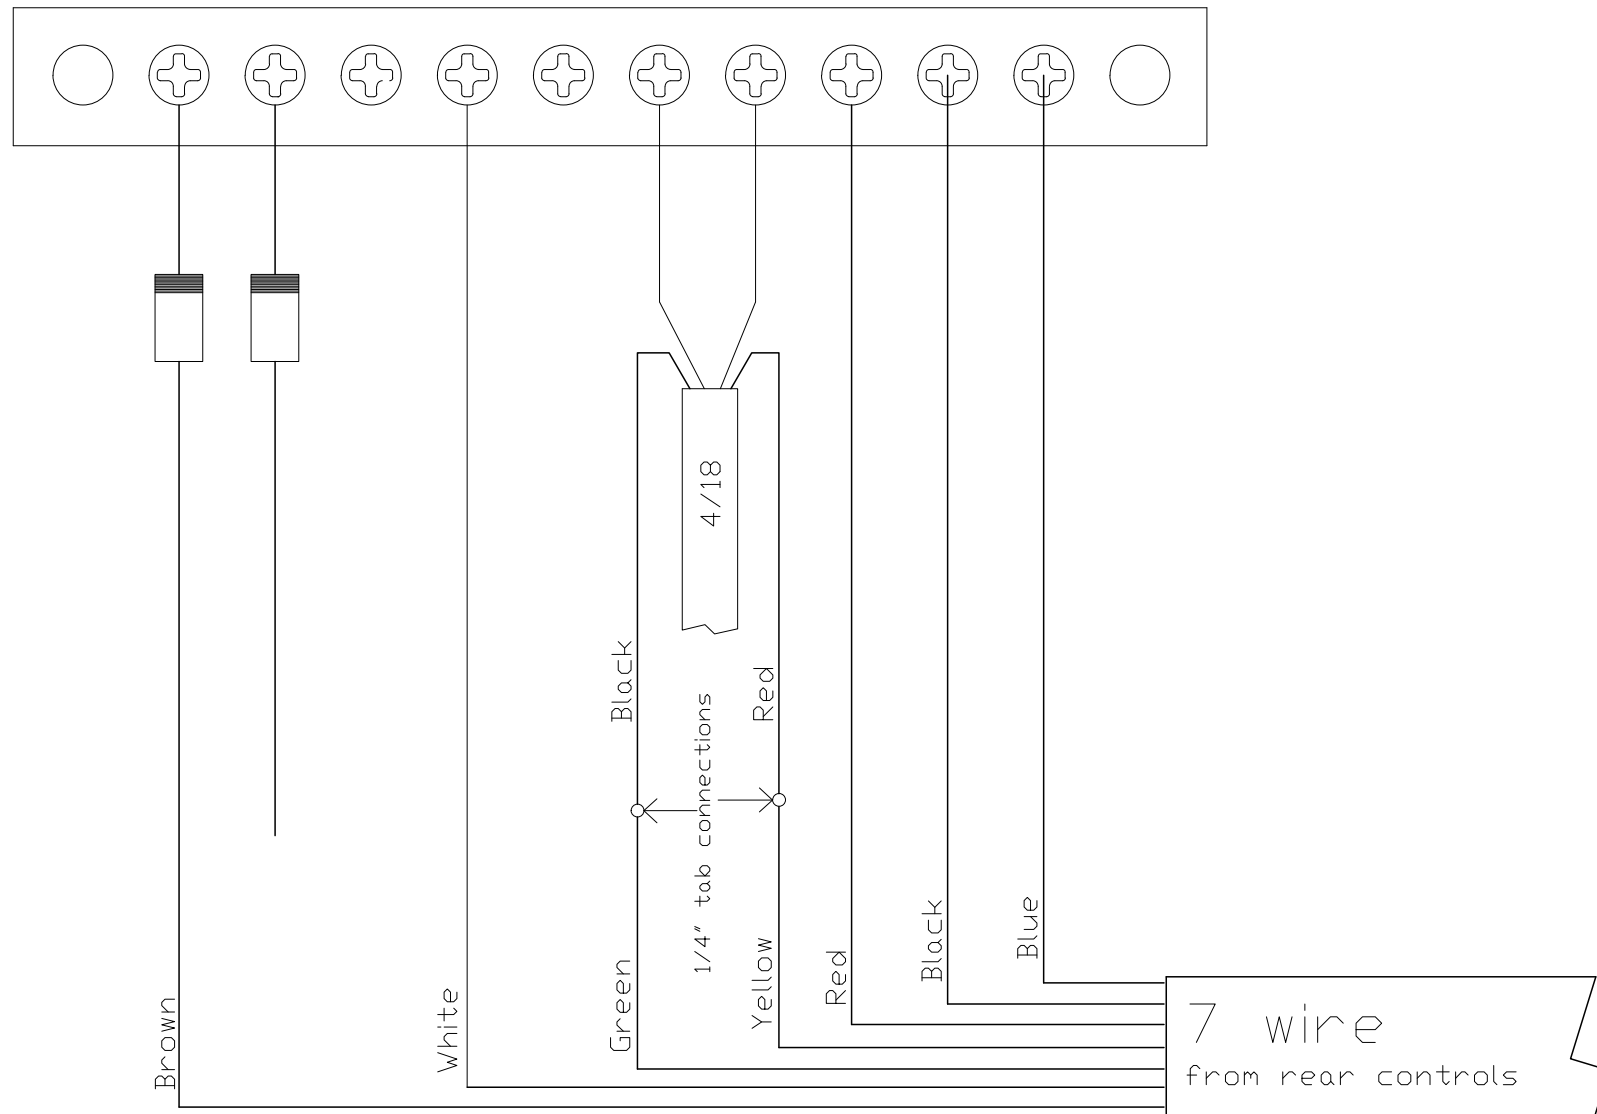 4/18
Black
Red
1/4" tab connections
Brown
White
Green
Yellow
Red
Black
Blue
7 wire
from rear controls